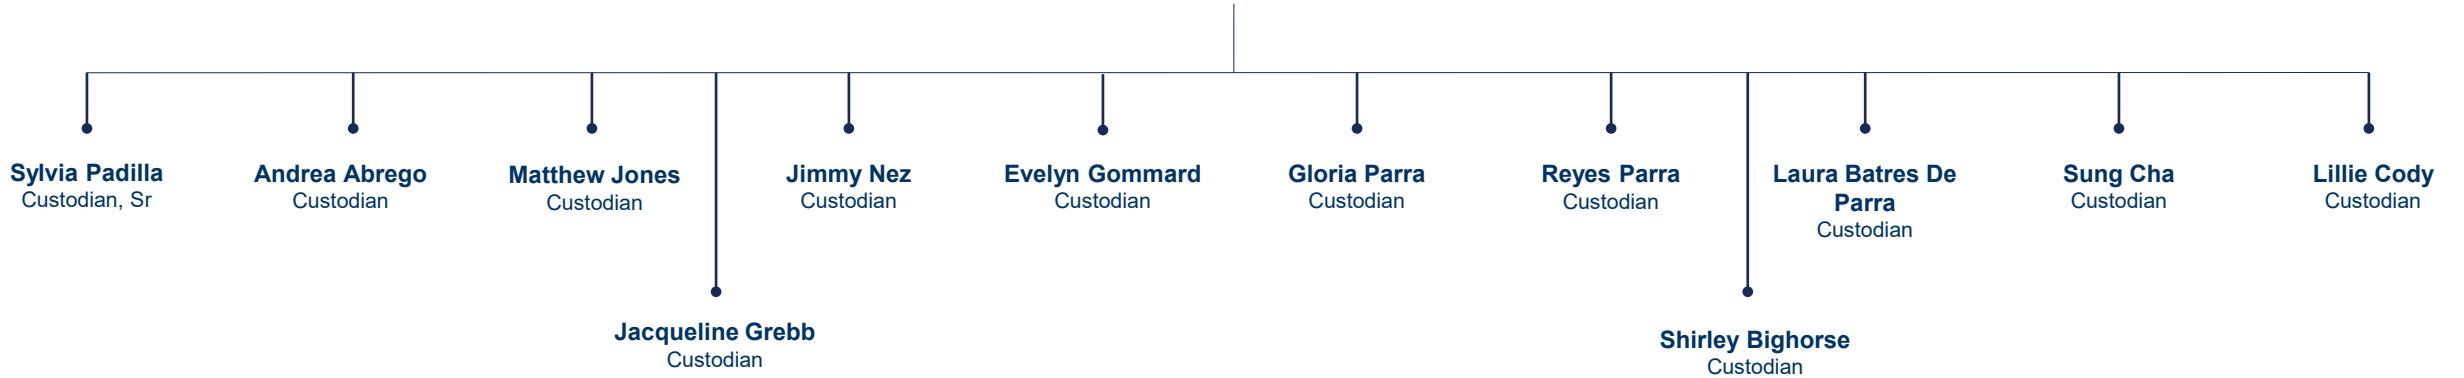 Sylvia Padilla
Custodian, Sr
Andrea Abrego
Custodian
Matthew Jones
Custodian
Jimmy Nez
Custodian
Evelyn Gommard
Custodian
Gloria Parra
Custodian
Reyes Parra
Custodian
Laura Batres De
Parra
Custodian
Sung Cha
Custodian
Lillie Cody
Custodian
Jacqueline Grebb
Custodian
Shirley Bighorse
Custodian